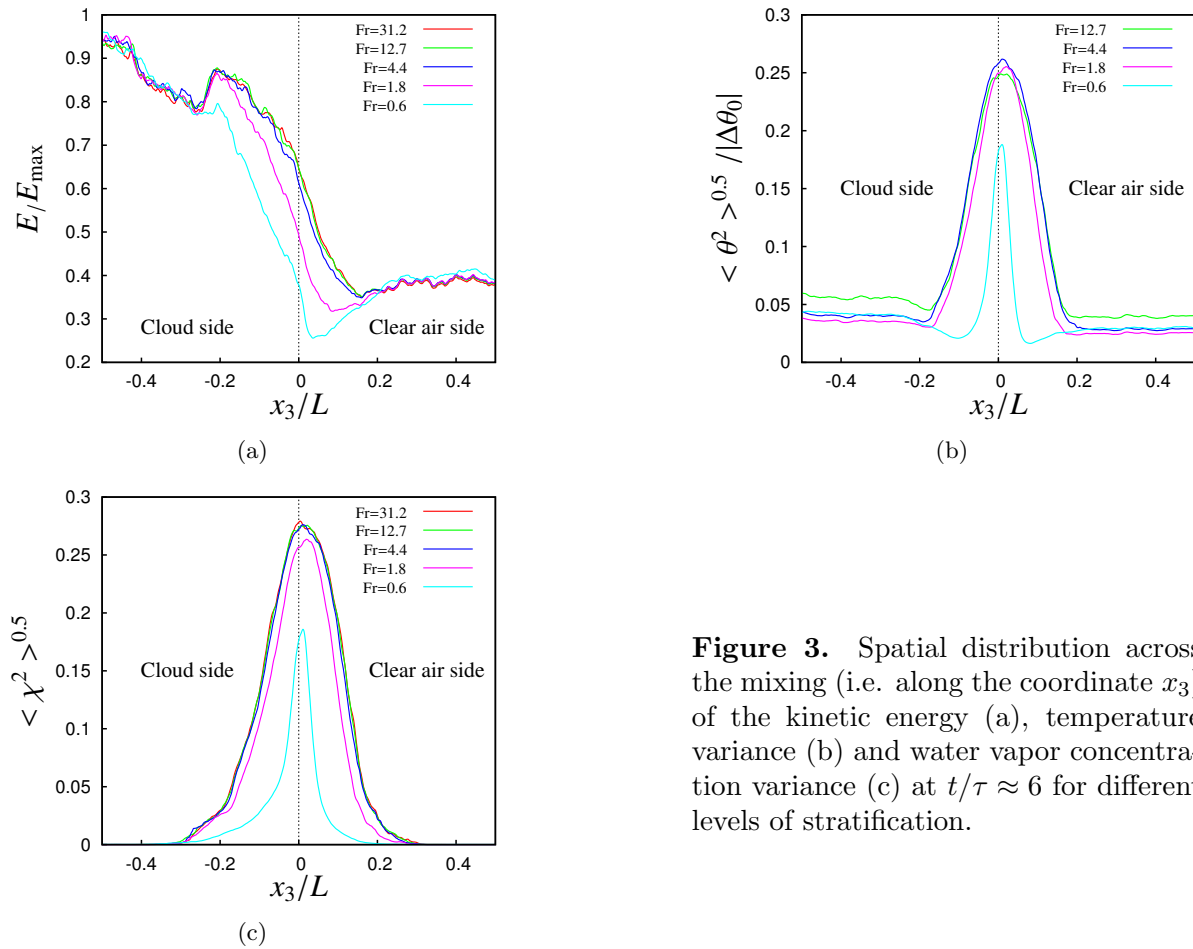 1
0.9
0.8
0.7
0.6
0.5
0.4
0.3
0.2
E/E_max
Fr=31.2
Fr=12.7
Fr=4.4
Fr=1.8
Fr=0.6
Cloud side
Clear air side
-0.4
-0.2
0
0.2
0.4
x₃/L
(a)
0.3
0.25
0.2
0.15
0.1
0.05
0
< θ² >^0.5 /|Δθ₀|
Fr=12.7
Fr=4.4
Fr=1.8
Fr=0.6
Cloud side
Clear air side
-0.4
-0.2
0
0.2
0.4
x₃/L
(b)
0.3
0.25
0.2
0.15
0.1
0.05
0
< χ² >^0.5
Fr=31.2
Fr=12.7
Fr=4.4
Fr=1.8
Fr=0.6
Cloud side
Clear air side
-0.4
-0.2
0
0.2
0.4
x₃/L
(c)
Figure 3. Spatial distribution across
the mixing (i.e. along the coordinate x₃)
of the kinetic energy (a), temperature
variance (b) and water vapor concentra-
tion variance (c) at t/τ ≈ 6 for different
levels of stratification.